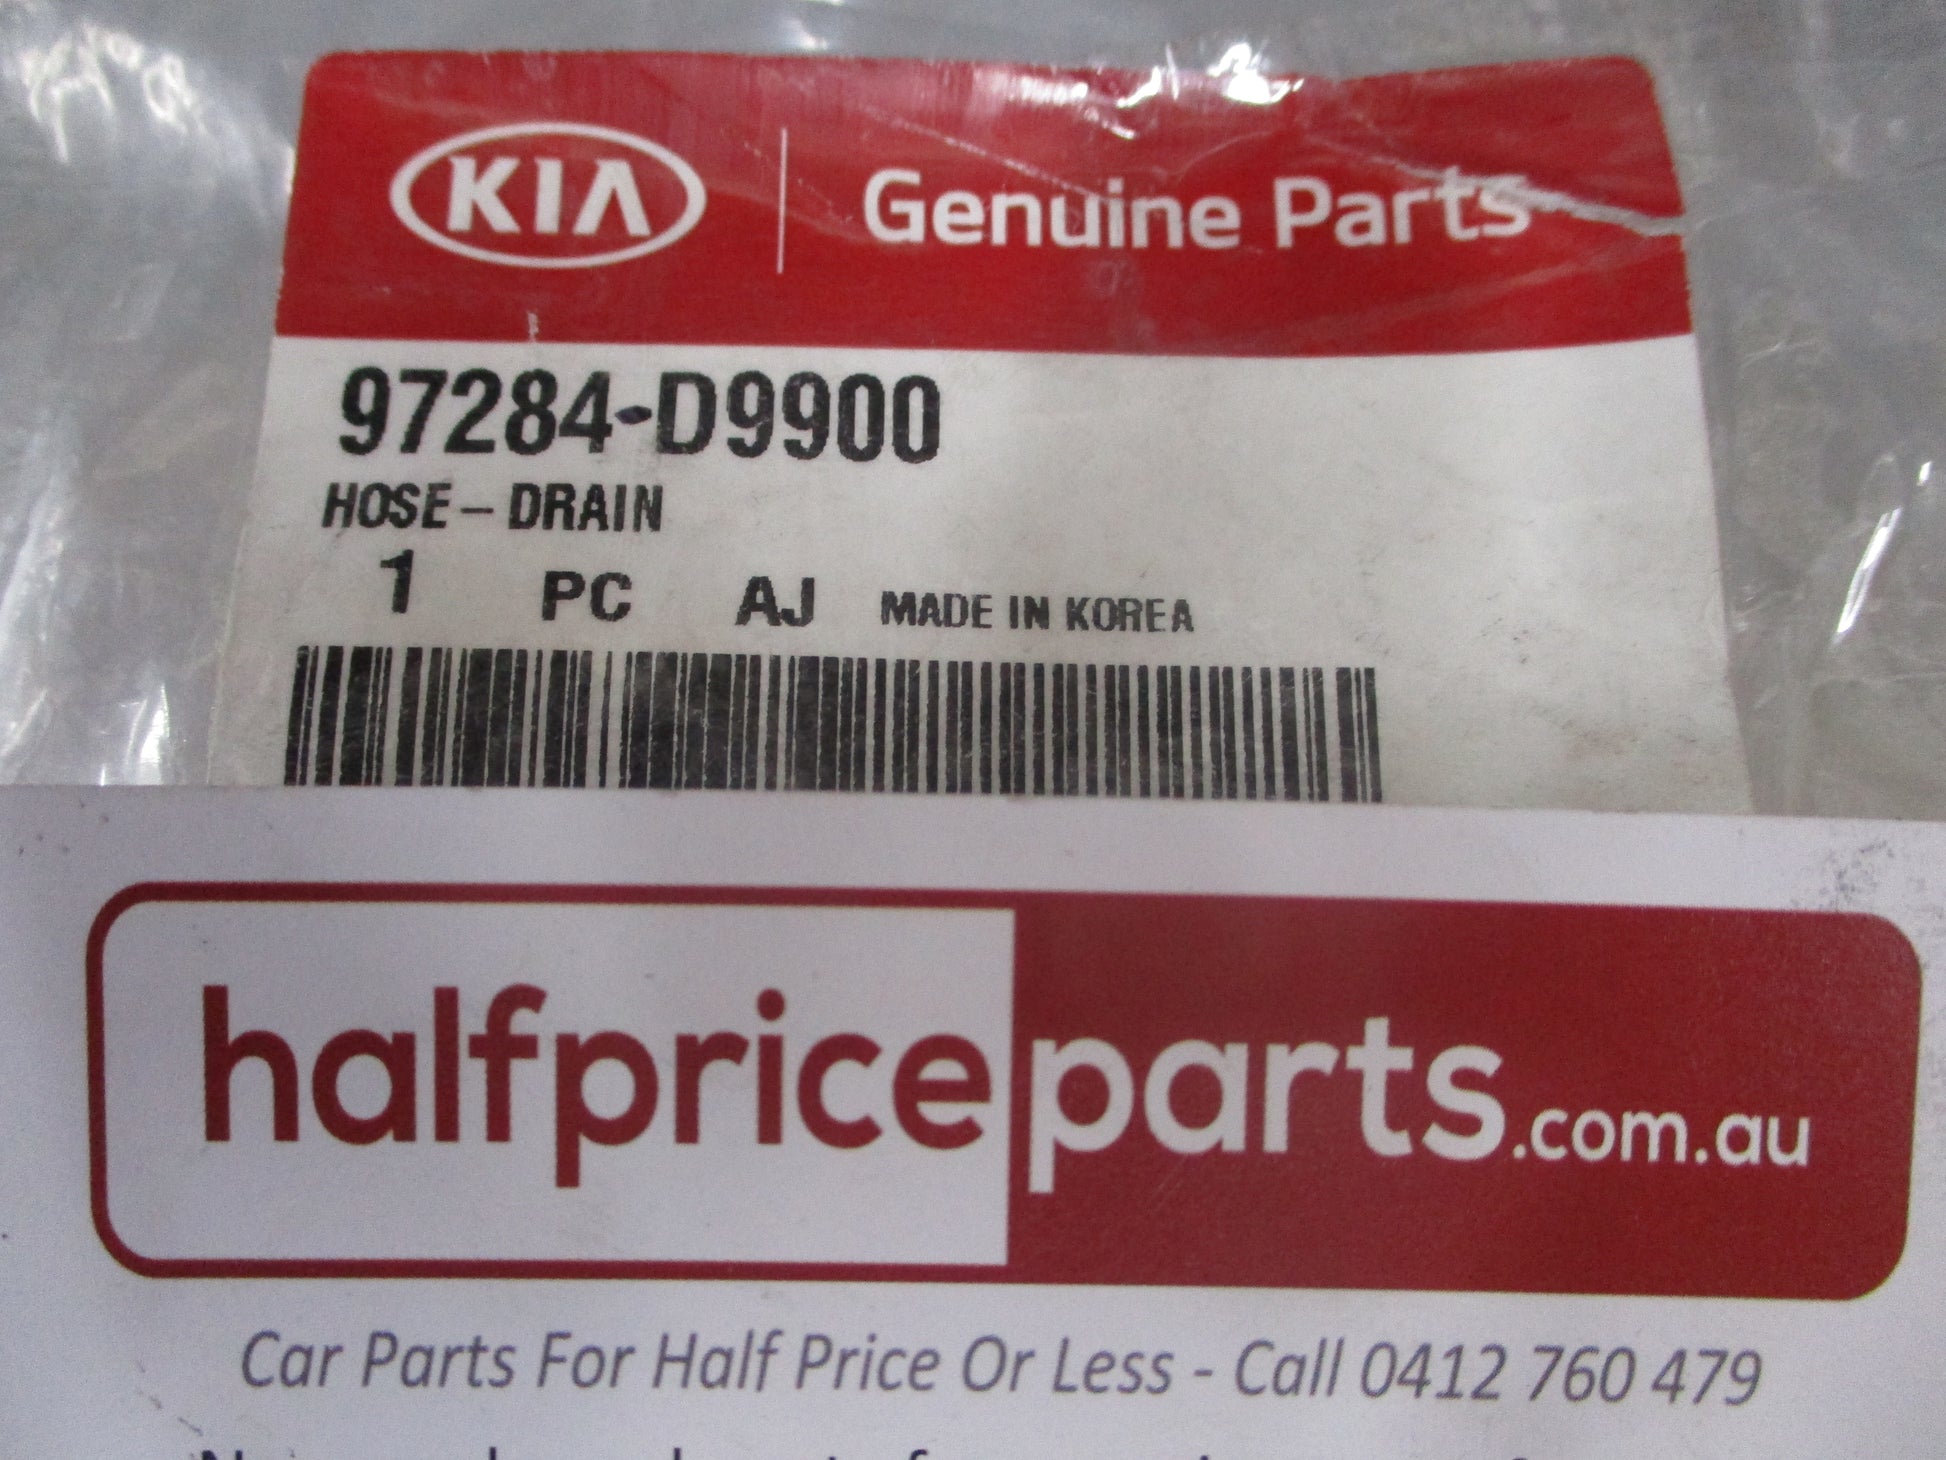 KIA Genuine Parts
97284-D9900
HOSE-DRAIN
1 PC AJ MADE IN KOREA
halfpriceparts.com.au
Car Parts For Half Price Or Less - Call 0412 760 479